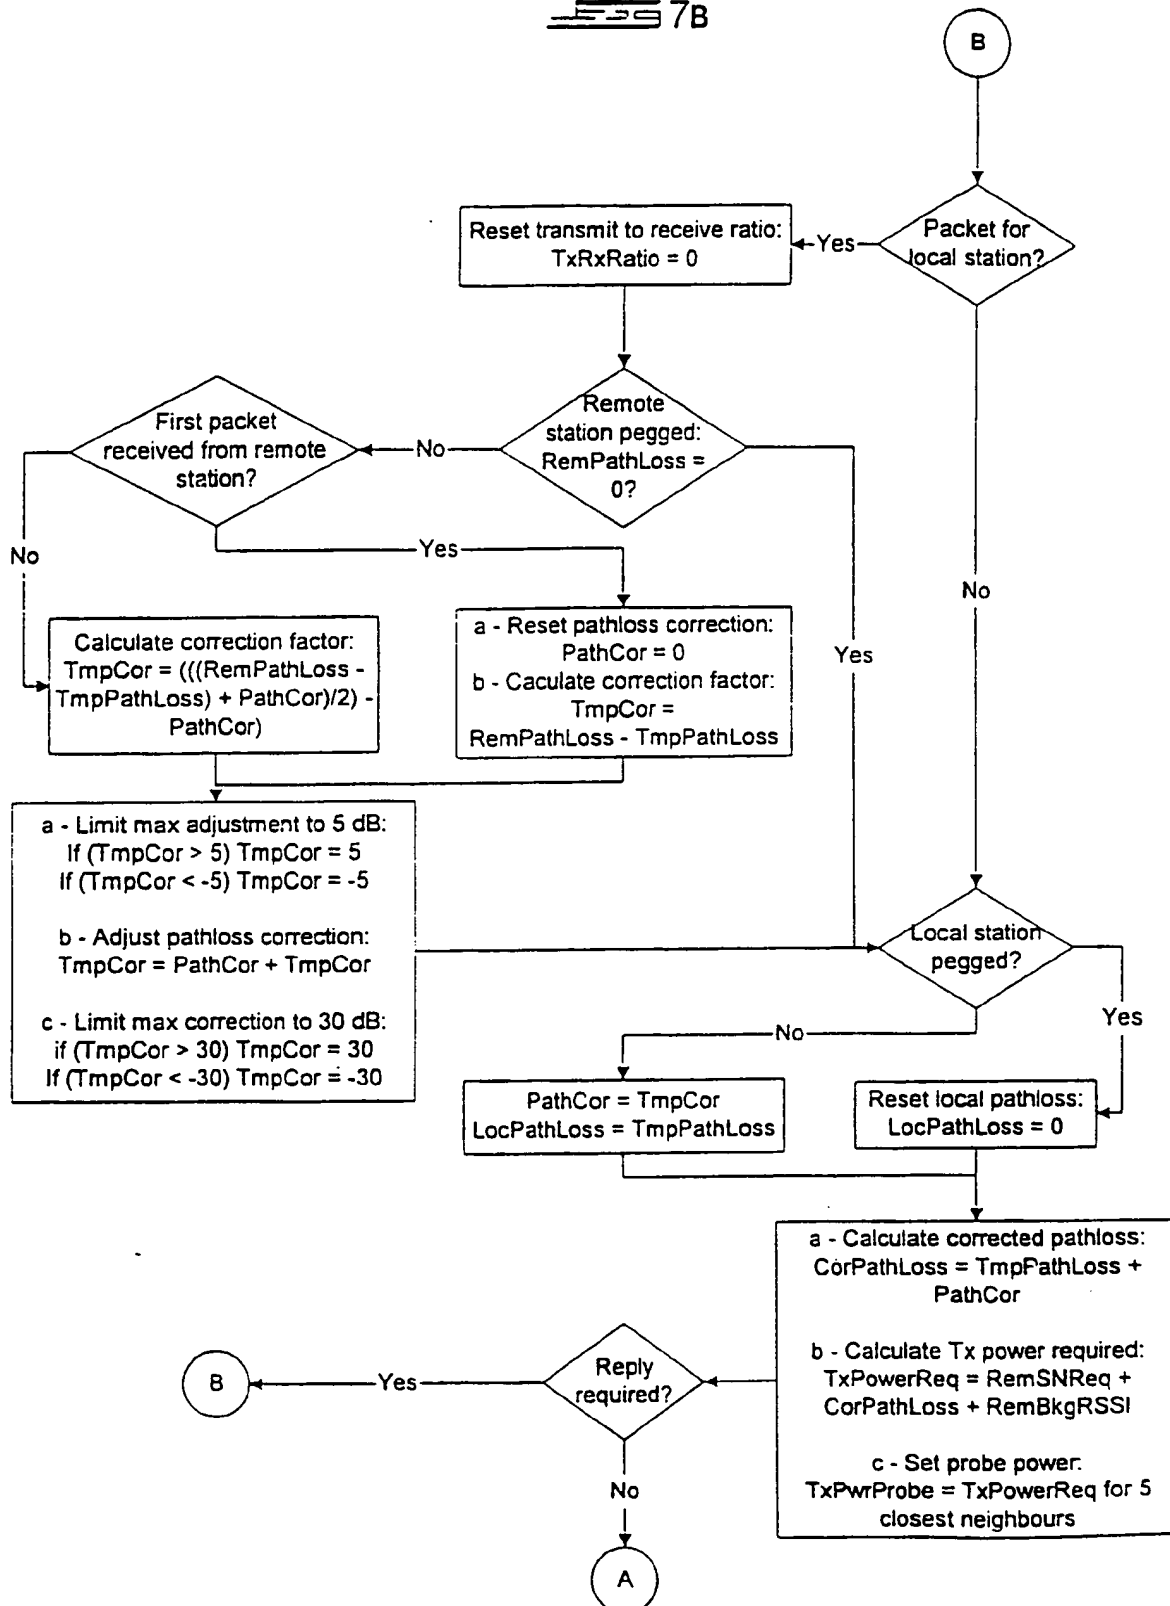 7B
B
Packet for
local station?
Yes
Reset transmit to receive ratio:
TxRxRatio = 0
Remote
station pegged:
RemPathLoss =
0?
No
First packet
received from remote
station?
No
Yes
No
Yes
Calculate correction factor:
TmpCor = (((RemPathLoss -
TmpPathLoss) + PathCor)/2) -
PathCor)
a - Reset pathloss correction:
PathCor = 0
b - Caculate correction factor:
TmpCor =
RemPathLoss - TmpPathLoss
a - Limit max adjustment to 5 dB:
If (TmpCor > 5) TmpCor = 5
If (TmpCor < -5) TmpCor = -5
b - Adjust pathloss correction:
TmpCor = PathCor + TmpCor
c - Limit max correction to 30 dB:
if (TmpCor > 30) TmpCor = 30
If (TmpCor < -30) TmpCor = -30
Local station
pegged?
No
Yes
PathCor = TmpCor
LocPathLoss = TmpPathLoss
Reset local pathloss:
LocPathLoss = 0
a - Calculate corrected pathloss:
CorPathLoss = TmpPathLoss +
PathCor
b - Calculate Tx power required:
TxPowerReq = RemSNReq +
CorPathLoss + RemBkgRSSI
c - Set probe power:
TxPwrProbe = TxPowerReq for 5
closest neighbours
Reply
required?
Yes
B
No
A